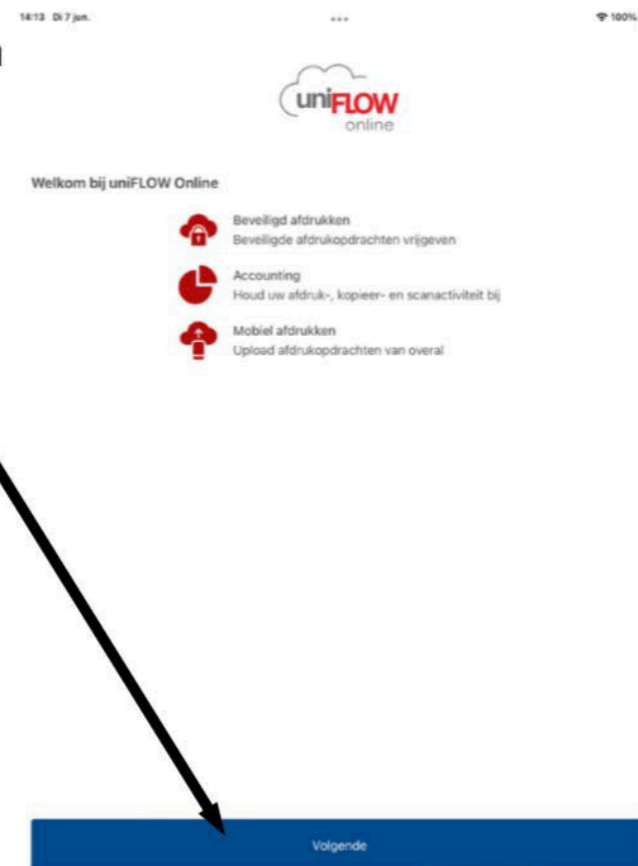 14:13 Di 7 jun.
100%
uniFLOW
online
Welkom bij uniFLOW Online
Beveiligd afdrukken
Beveiligde afdrukopdrachten vrijgeven
Accounting
Houd uw afdruk-, kopieer- en scanactiviteit bij
Mobiel afdrukken
Upload afdrukopdrachten van overal
Volgende